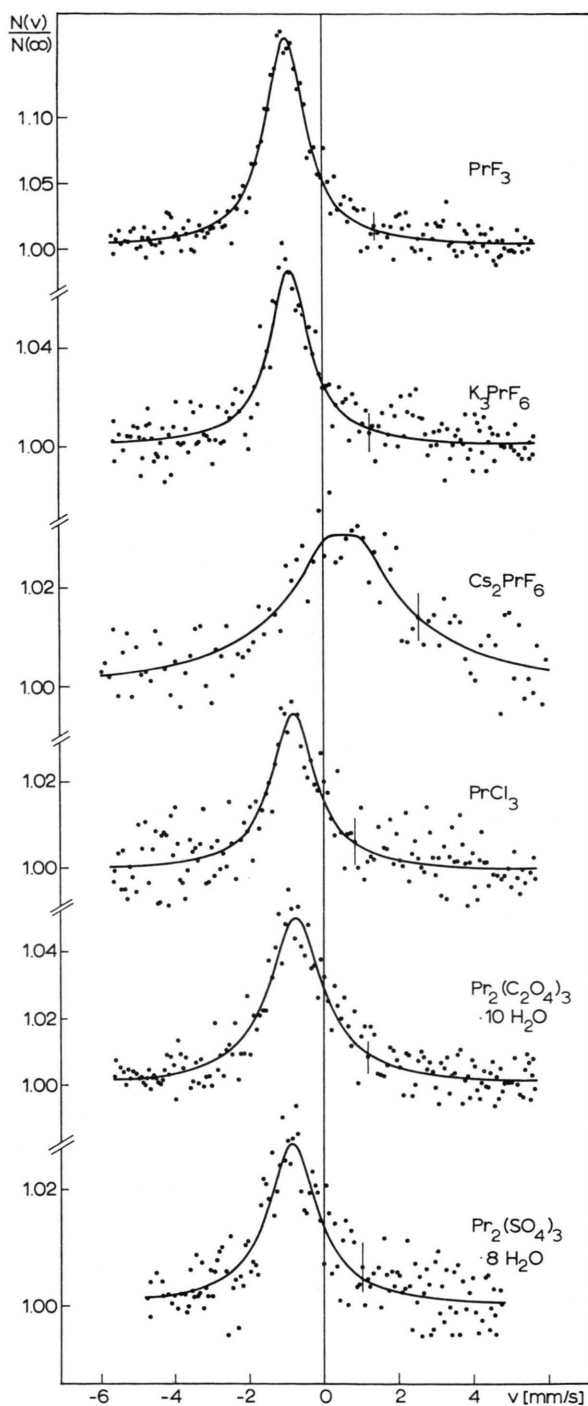 N(v)
N(∞)
1.10
PrF₃
1.05
1.00
1.04
K₃PrF₆
1.00
1.02
Cs₂PrF₆
1.00
1.02
PrCl₃
1.00
1.04
Pr₂(C₂O₄)₃
·10 H₂O
1.02
1.00
1.02
Pr₂(SO₄)₃
·8 H₂O
1.00
-6 -4 -2 0 2 4 v [mm/s]